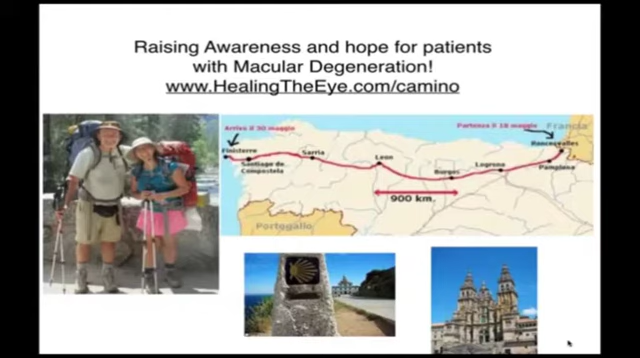 Raising Awareness and hope for patients
with Macular Degeneration!
www.HealingTheEye.com/camino
Arrivo il 30 maggio
Partenza il 18 maggio
Francia
Finisterre
Santiago de
Compostela
Sarria
Leon
Burgos
Logrono
Roncesvalles
Pamplona
900 km.
Portogallo